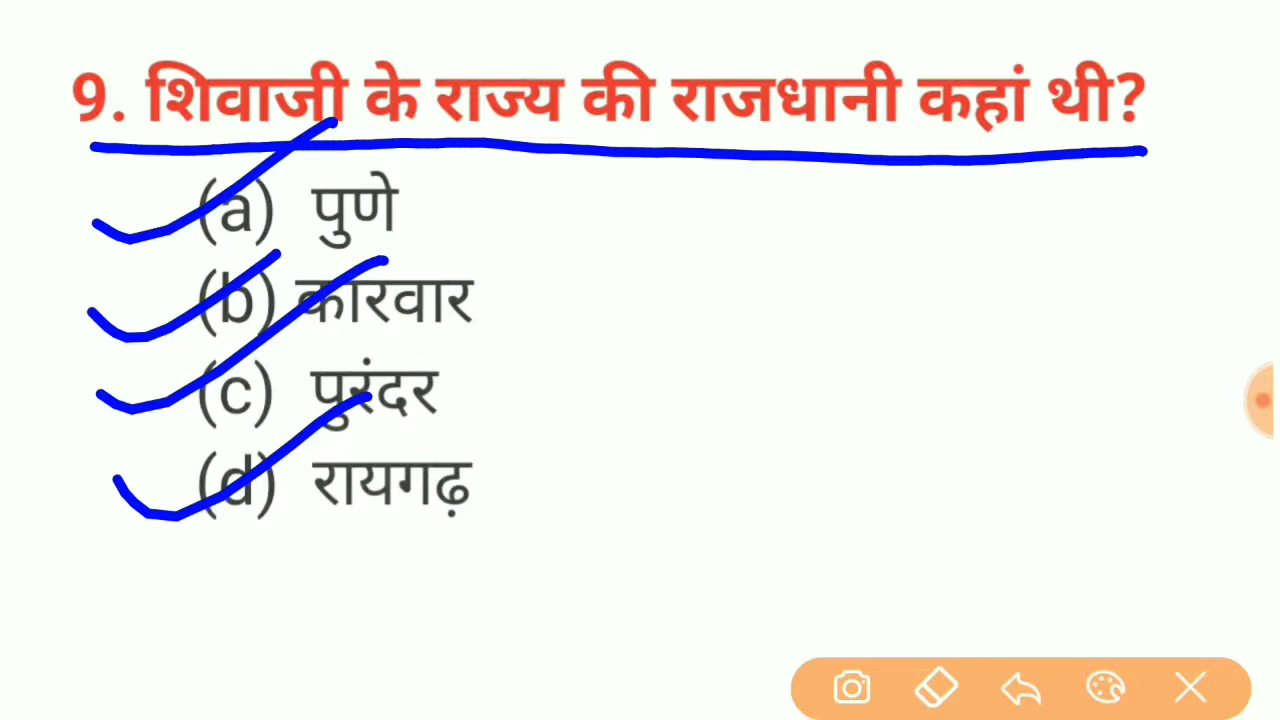 9. शिवाजी के राज्य की राजधानी कहां थी?
(a) पुणे
(b) कारवार
(c) पुरंदर
(d) रायगढ़